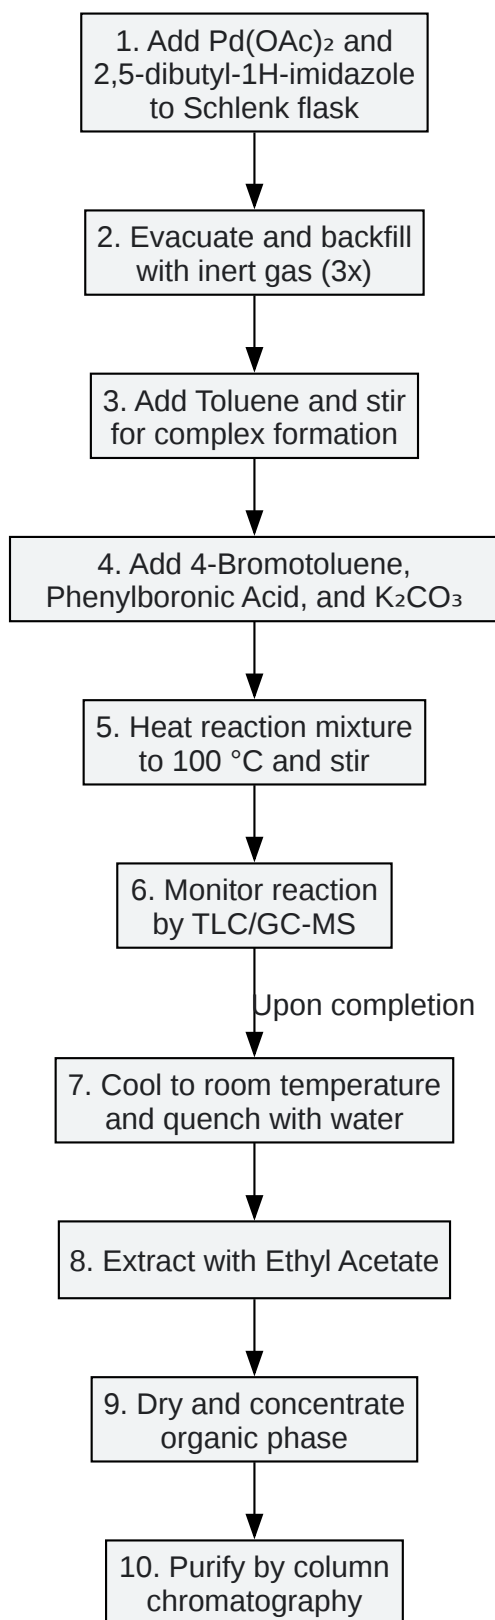 1. Add Pd(OAc)₂ and
2,5-dibutyl-1H-imidazole
to Schlenk flask
2. Evacuate and backfill
with inert gas (3x)
3. Add Toluene and stir
for complex formation
4. Add 4-Bromotoluene,
Phenylboronic Acid, and K₂CO₃
5. Heat reaction mixture
to 100 °C and stir
6. Monitor reaction
by TLC/GC-MS
Upon completion
7. Cool to room temperature
and quench with water
8. Extract with Ethyl Acetate
9. Dry and concentrate
organic phase
10. Purify by column
chromatography